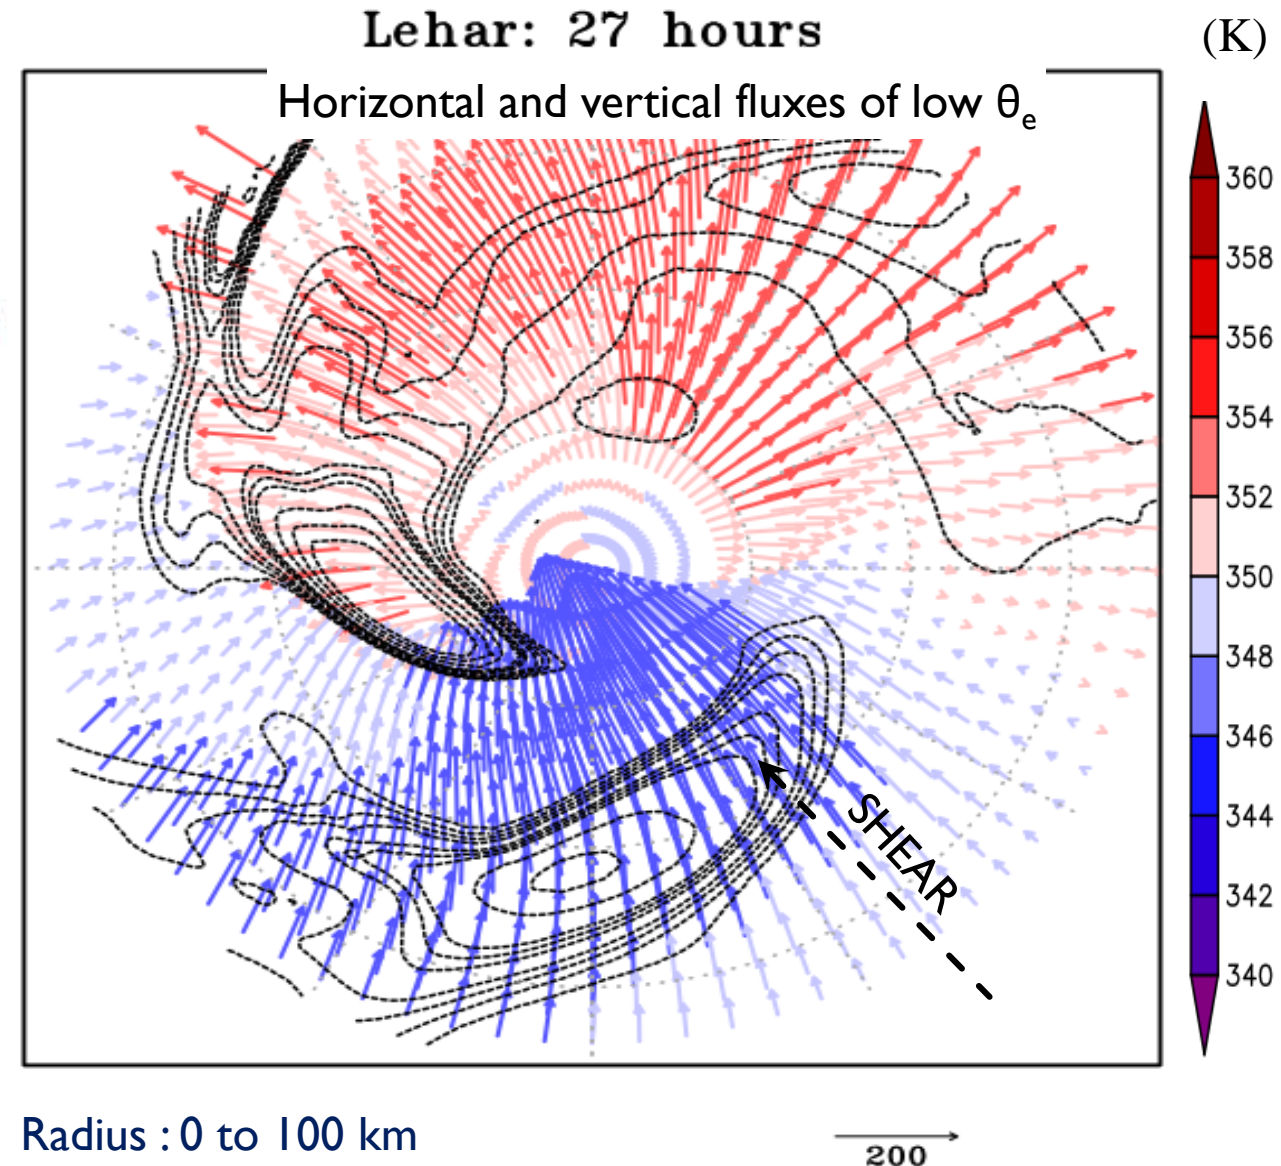 Lehar: 27 hours
(K)
Horizontal and vertical fluxes of low θe
360
358
356
354
352
350
348
346
344
342
340
SHEAR
Radius : 0 to 100 km
200